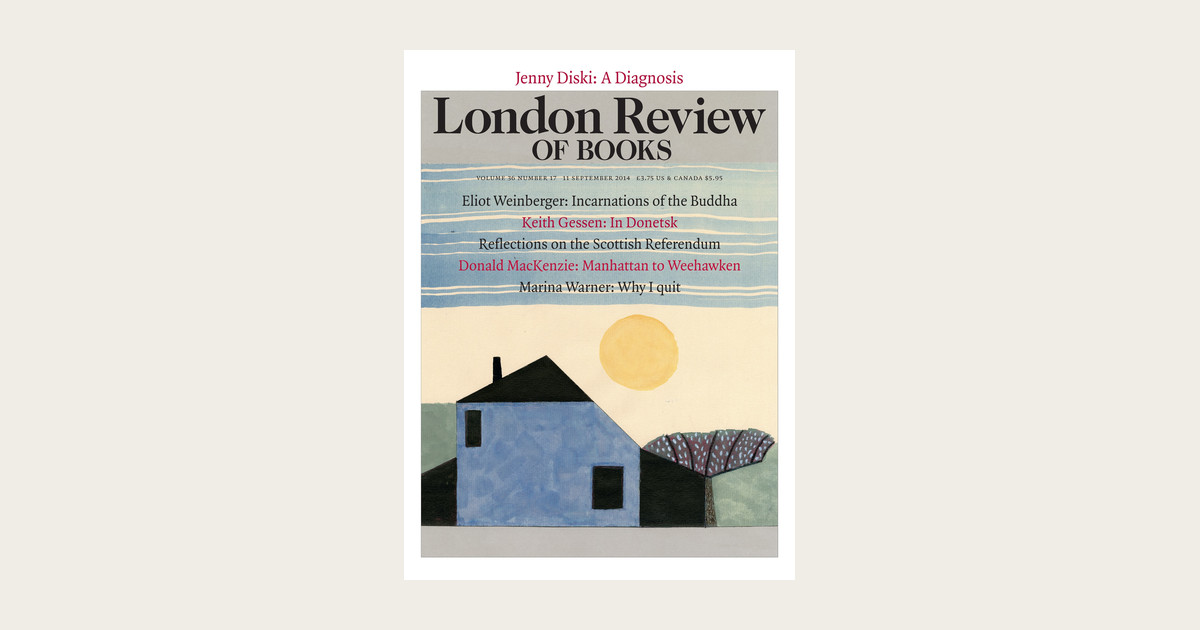 Jenny Diski: A Diagnosis
London Review
OF BOOKS
VOLUME 36 NUMBER 17 11 SEPTEMBER 2014 £3.75 US & CANADA $5.95
Eliot Weinberger: Incarnations of the Buddha
Keith Gessen: In Donetsk
Reflections on the Scottish Referendum
Donald MacKenzie: Manhattan to Weehawken
Marina Warner: Why I quit